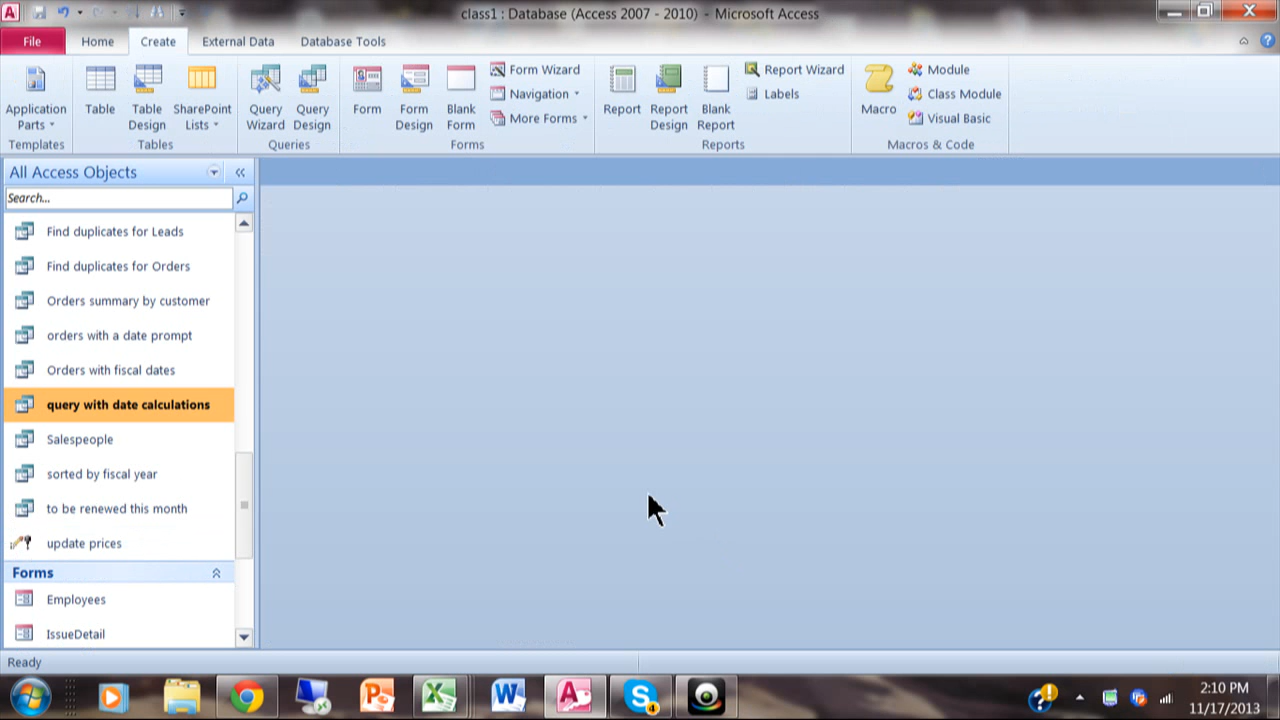 class1 : Database (Access 2007 - 2010) - Microsoft Access
File Home Create External Data Database Tools
Application Parts
Table
Table Design
SharePoint Lists
Query Wizard
Query Design
Form
Form Design
Blank Form
Form Wizard
Navigation
More Forms
Report
Report Design
Blank Report
Report Wizard
Labels
Macro
Module
Class Module
Visual Basic
Templates Tables Queries Forms Reports Macros & Code
All Access Objects
Search...
Find duplicates for Leads
Find duplicates for Orders
Orders summary by customer
orders with a date prompt
Orders with fiscal dates
query with date calculations
Salespeople
sorted by fiscal year
to be renewed this month
update prices
Forms
Employees
IssueDetail
Ready
2:10 PM
11/17/2013